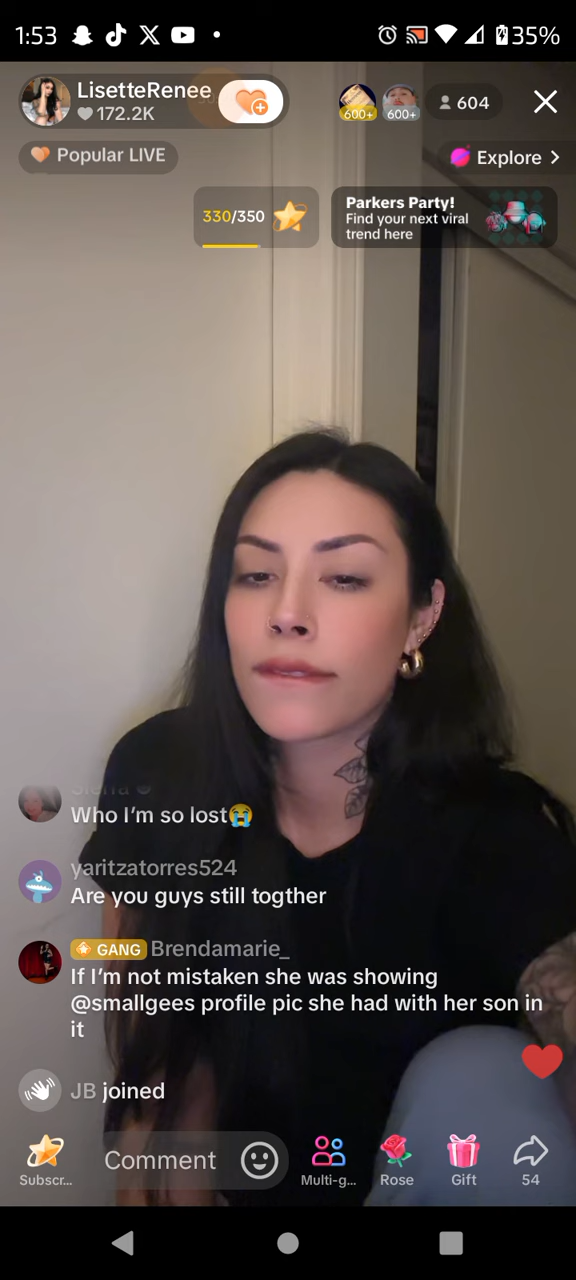 1:53
35%
LisetteRenee
172.2K
600+
600+
604
Popular LIVE
Explore
330/350
Parkers Party!
Find your next viral
trend here
Who I'm so lost😭
yaritzatorres524
Are you guys still togther
GANG Brendamarie_
If I'm not mistaken she was showing
@smallgees profile pic she had with her son in
it
JB joined
Comment
Subscr...
Multi-g...
Rose
Gift
54